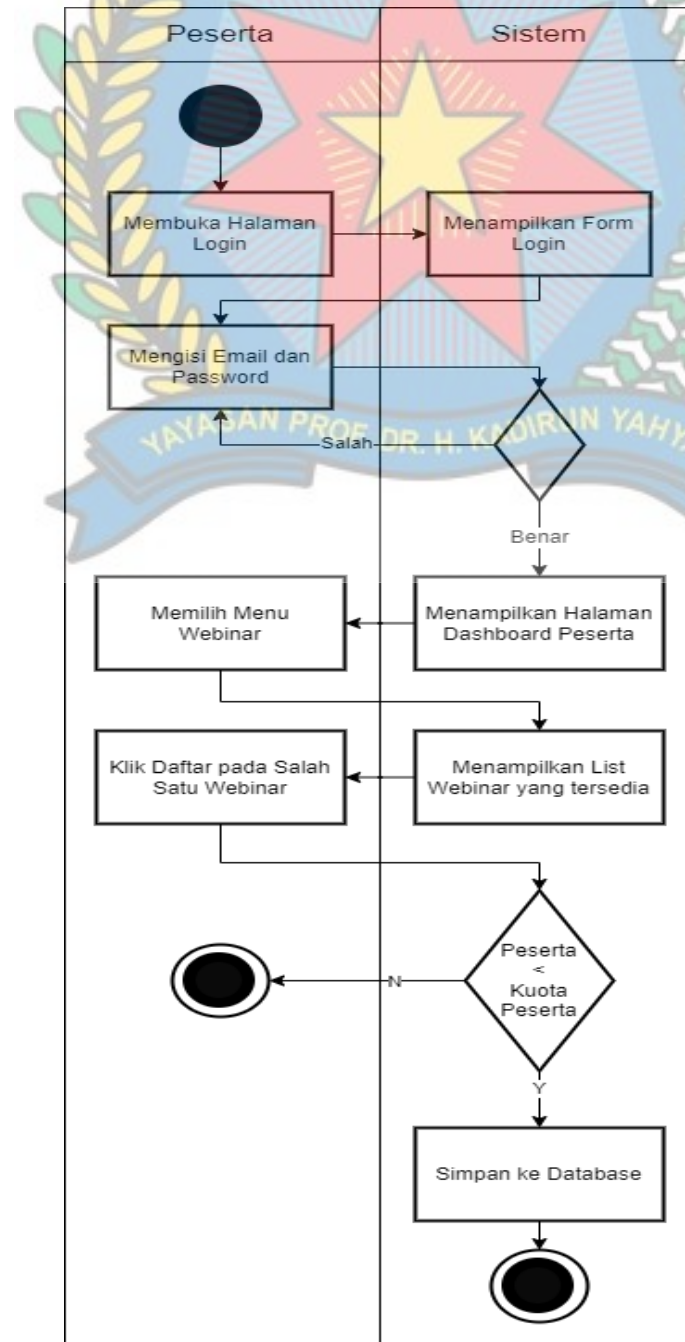 Peserta
Sistem
Membuka Halaman
Login
Menampilkan Form
Login
Mengisi Email dan
Password
YAYASAN PROF. DR. H. KADIRUN YAHYA
Salah
Benar
Memilih Menu
Webinar
Menampilkan Halaman
Dashboard Peserta
Klik Daftar pada Salah
Satu Webinar
Menampilkan List
Webinar yang tersedia
Peserta
<
Kuota
Peserta
N
Y
Simpan ke Database